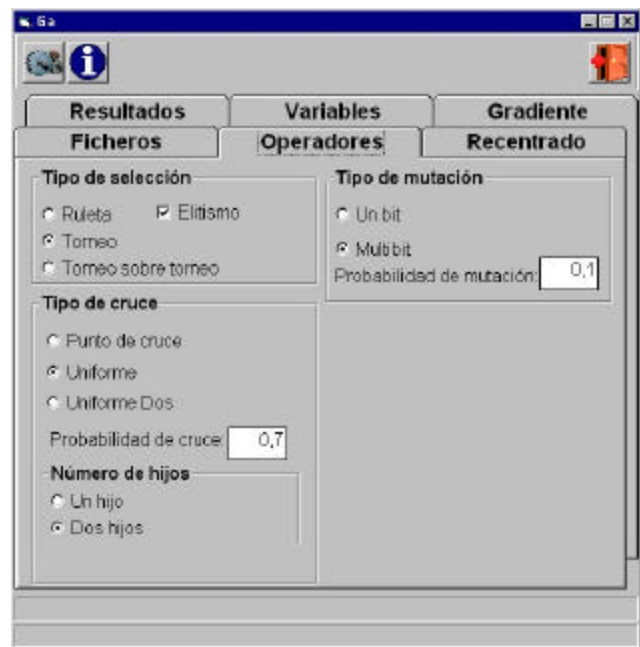 Ga
Resultados Variables Gradiente
Ficheros Operadores Recentrado
Tipo de selección
Ruleta Elitismo
Torneo
Torneo sobre torneo
Tipo de mutación
Un bit
Multibit
Probabilidad de mutación: 0,1
Tipo de cruce
Punto de cruce
Uniforme
Uniforme Dos
Probabilidad de cruce: 0,7
Número de hijos
Un hijo
Dos hijos